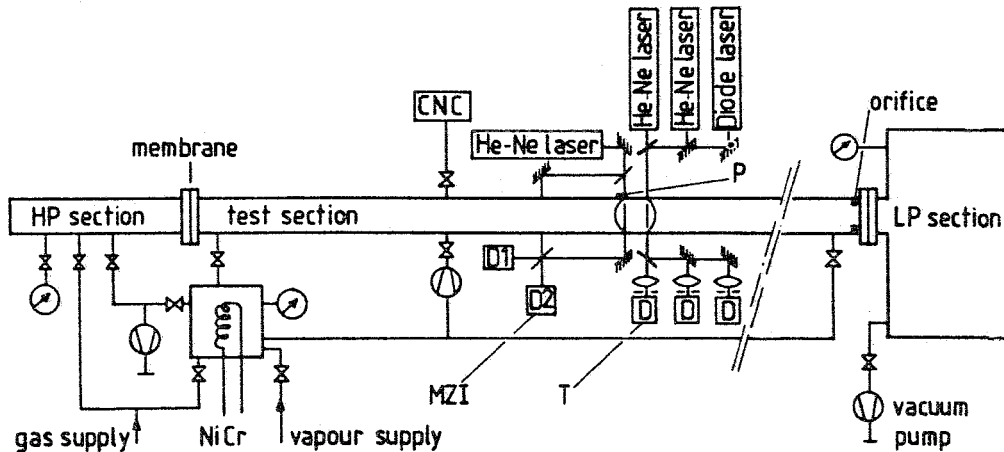 He-Ne laser
He-Ne laser
Diode laser
CNC
orifice
He-Ne laser
membrane
P
HP section
test section
LP section
D1
D2
D
D
D
MZI
T
gas supply
NiCr
vapour supply
vacuum
pump